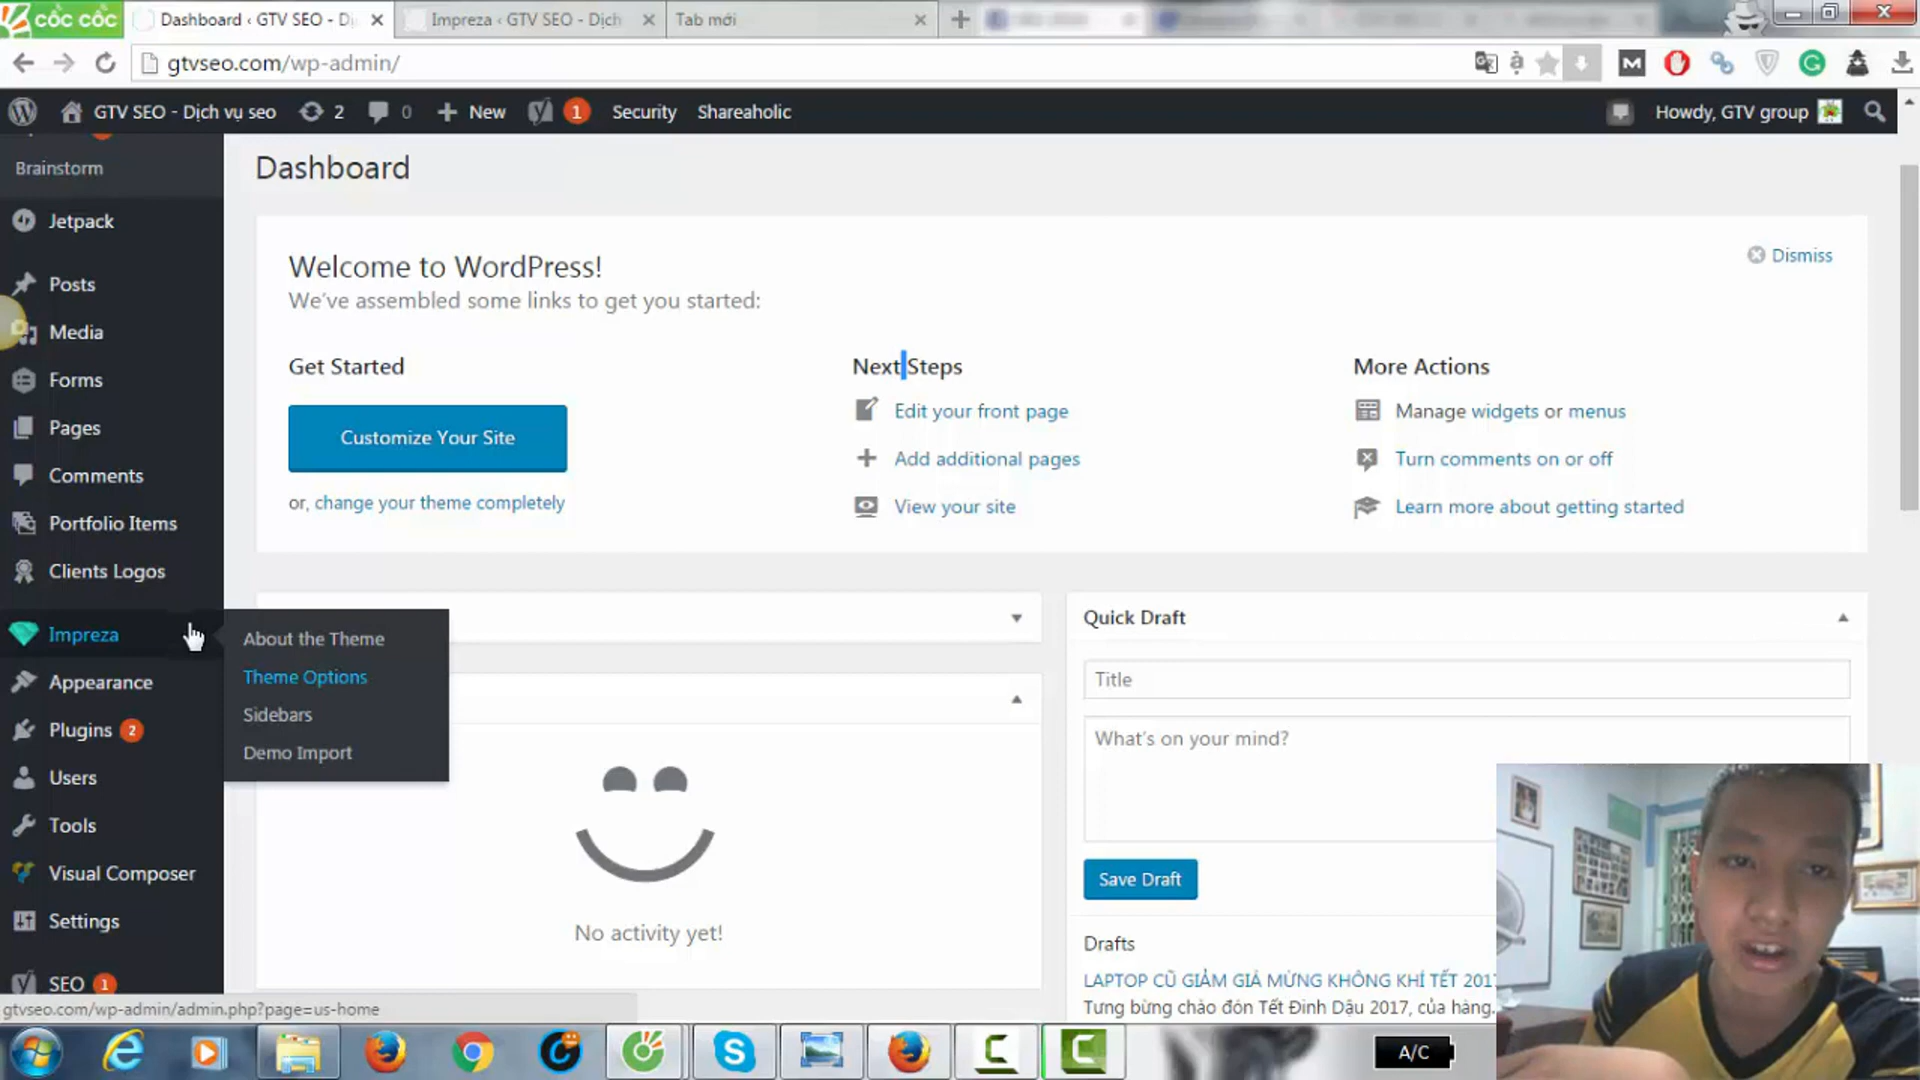 cốc cốc
Dashboard ‹ GTV SEO - Dị
Impreza ‹ GTV SEO - Dịch
Tab mới
gtvseo.com/wp-admin/
GTV SEO - Dịch vụ seo
2
0
New
1
Security
Shareaholic
Howdy, GTV group
Brainstorm
Dashboard
Jetpack
Posts
Media
Forms
Pages
Comments
Portfolio Items
Clients Logos
Impreza
Appearance
Plugins 2
Users
Tools
Visual Composer
Settings
SEO 1
About the Theme
Theme Options
Sidebars
Demo Import
Welcome to WordPress!
We've assembled some links to get you started:
Dismiss
Get Started
Customize Your Site
or, change your theme completely
Next Steps
Edit your front page
Add additional pages
View your site
More Actions
Manage widgets or menus
Turn comments on or off
Learn more about getting started
No activity yet!
Quick Draft
Title
What's on your mind?
Save Draft
Drafts
LAPTOP CŨ GIẢM GIÁ MỪNG KHÔNG KHÍ TẾT 2017
Tưng bừng chào đón Tết Đinh Dậu 2017, của hàng.
gtvseo.com/wp-admin/admin.php?page=us-home
A/C